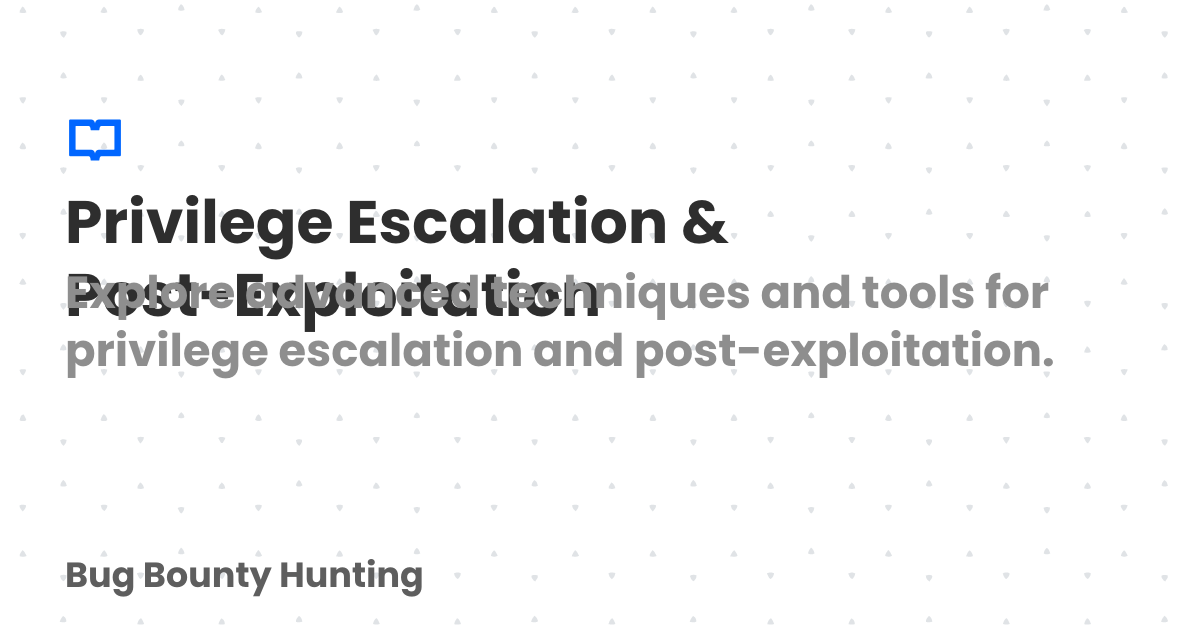 Privilege Escalation &
Post-Exploitation
Explore advanced techniques and tools for
privilege escalation and post-exploitation.
Bug Bounty Hunting